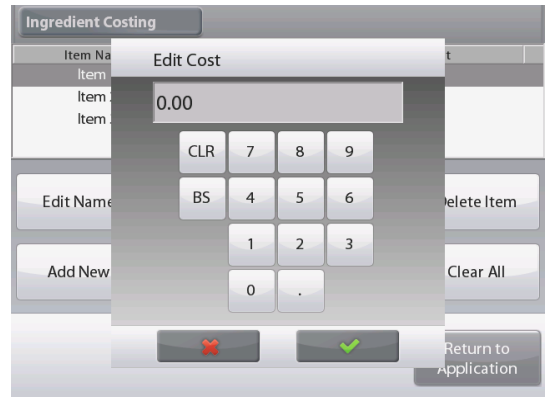 Ingredient Costing
Item Na
t
Item
Item
Item
Edit Cost
0.00
CLR 7 8 9
BS 4 5 6
1 2 3
0 .
Edit Name
elete Item
Add New
Clear All
Return to
Application